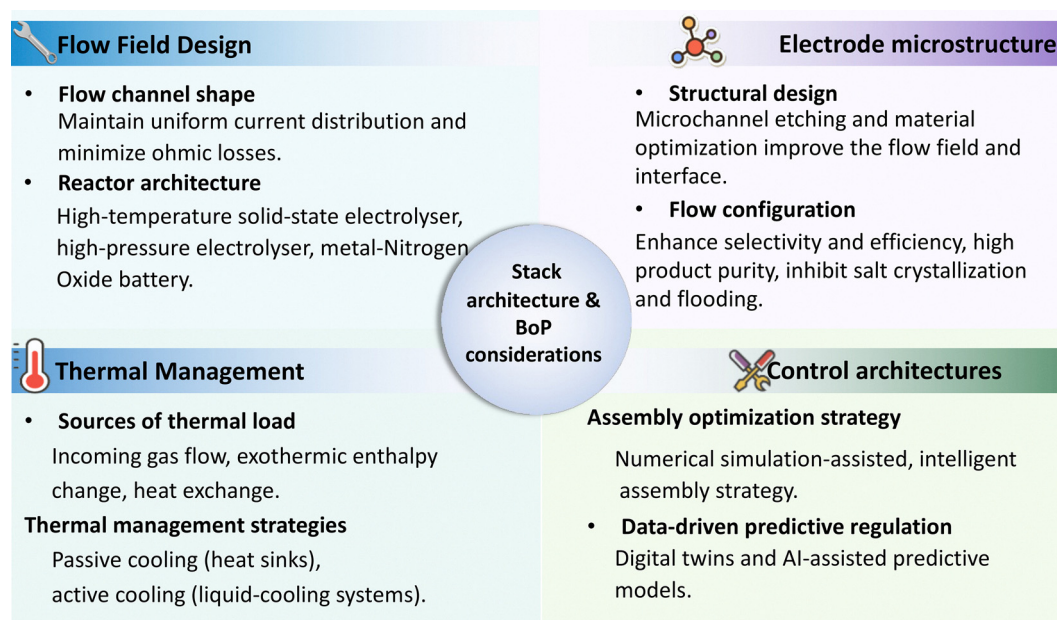 Flow Field Design
• Flow channel shape
Maintain uniform current distribution and
minimize ohmic losses.
• Reactor architecture
High-temperature solid-state electrolyser,
high-pressure electrolyser, metal-Nitrogen
Oxide battery.
Electrode microstructure
• Structural design
Microchannel etching and material
optimization improve the flow field and
interface.
• Flow configuration
Enhance selectivity and efficiency, high
product purity, inhibit salt crystallization
and flooding.
Stack
architecture &
BoP
considerations
Thermal Management
• Sources of thermal load
Incoming gas flow, exothermic enthalpy
change, heat exchange.
Thermal management strategies
Passive cooling (heat sinks),
active cooling (liquid-cooling systems).
Control architectures
Assembly optimization strategy
Numerical simulation-assisted, intelligent
assembly strategy.
• Data-driven predictive regulation
Digital twins and AI-assisted predictive
models.